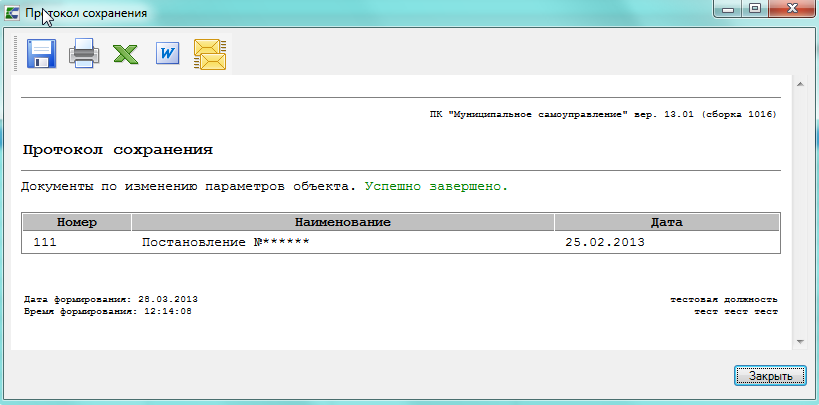 Протокол сохранения
ПК "Муниципальное самоуправление" вер. 13.01 (сборка 1016)
Протокол сохранения
Документы по изменению параметров объекта. Успешно завершено.
Номер Наименование Дата
111 Постановление №****** 25.02.2013
Дата формирования: 28.03.2013 тестовая должность
Время формирования: 12:14:08 тест тест тест
Закрыть